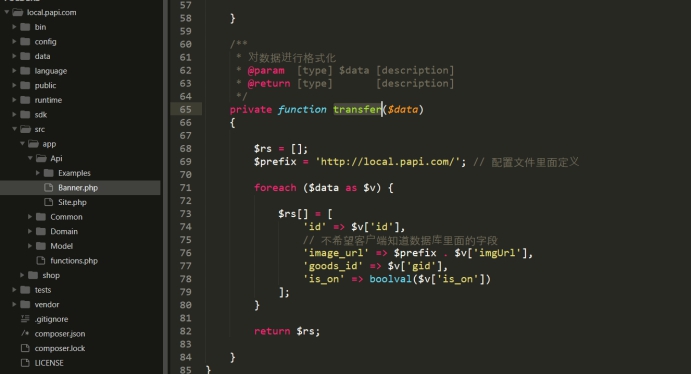 local.papi.com
bin
config
data
language
public
runtime
sdk
src
app
Api
Examples
Banner.php
Site.php
Common
Domain
Model
functions.php
shop
tests
vendor
.gitignore
composer.json
composer.lock
LICENSE
57
58 }
59
60 /**
61 * 对数据进行格式化
62 * @param [type] $data [description]
63 * @return [type] [description]
64 */
65 private function transfer($data)
66 {
67
68 $rs = [];
69 $prefix = 'http://local.papi.com/'; // 配置文件里面定义
70
71 foreach ($data as $v) {
72
73 $rs[] = [
74 'id' => $v['id'],
75 // 不希望客户端知道数据库里面的字段
76 'image_url' => $prefix . $v['imgUrl'],
77 'goods_id' => $v['gid'],
78 'is_on' => boolval($v['is_on'])
79 ];
80 }
81
82 return $rs;
83
84 }
85 }